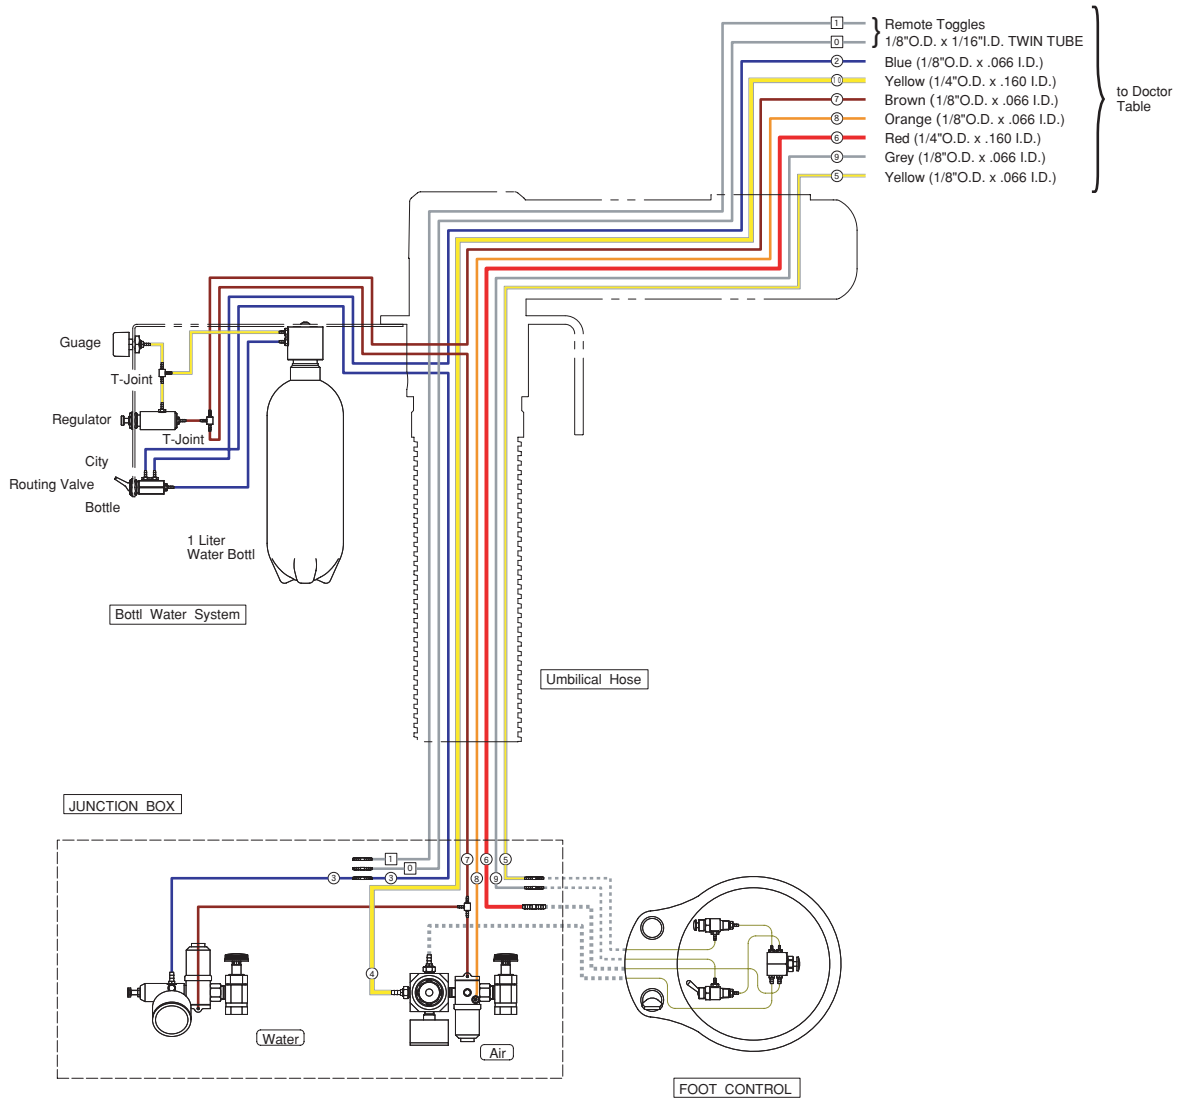 1 Remote Toggles
0 1/8"O.D. x 1/16"I.D. TWIN TUBE
2 Blue (1/8"O.D. x .066 I.D.)
10 Yellow (1/4"O.D. x .160 I.D.)
7 Brown (1/8"O.D. x .066 I.D.)
8 Orange (1/8"O.D. x .066 I.D.)
6 Red (1/4"O.D. x .160 I.D.)
9 Grey (1/8"O.D. x .066 I.D.)
5 Yellow (1/8"O.D. x .066 I.D.)
to Doctor
Table
Guage
T-Joint
Regulator
T-Joint
City
Routing Valve
Bottle
1 Liter
Water Bottl
Bottl Water System
Umbilical Hose
JUNCTION BOX
1 7 6 5
0
3 3 8 9
4
Water
Air
FOOT CONTROL